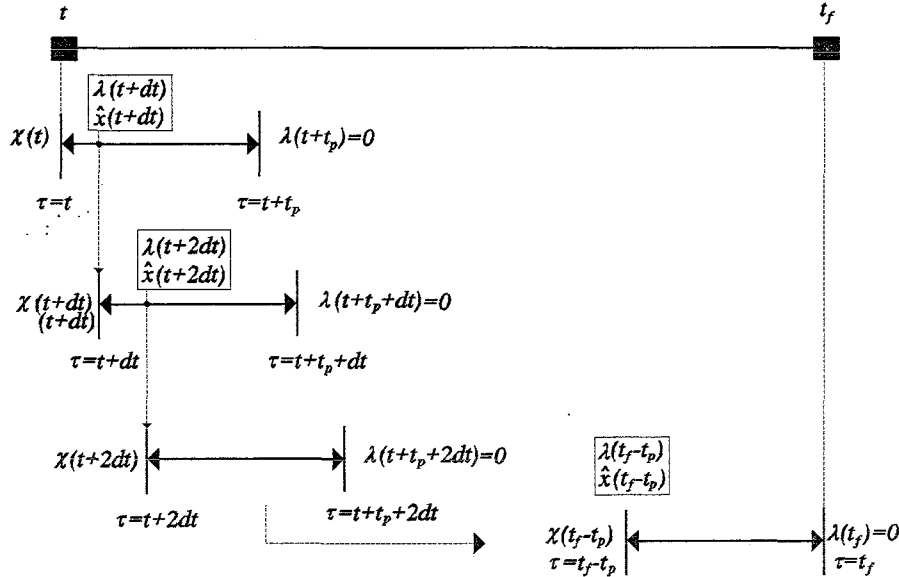 t t_f
λ(t+dt)
x̂(t+dt)
χ(t) λ(t+t_p)=0
τ=t τ=t+t_p
λ(t+2dt)
x̂(t+2dt)
χ(t+dt) λ(t+t_p+dt)=0
(t+dt)
τ=t+dt τ=t+t_p+dt
χ(t+2dt) λ(t+t_p+2dt)=0
τ=t+2dt τ=t+t_p+2dt
λ(t_f-t_p)
x̂(t_f-t_p)
χ(t_f-t_p) λ(t_f)=0
τ=t_f-t_p τ=t_f